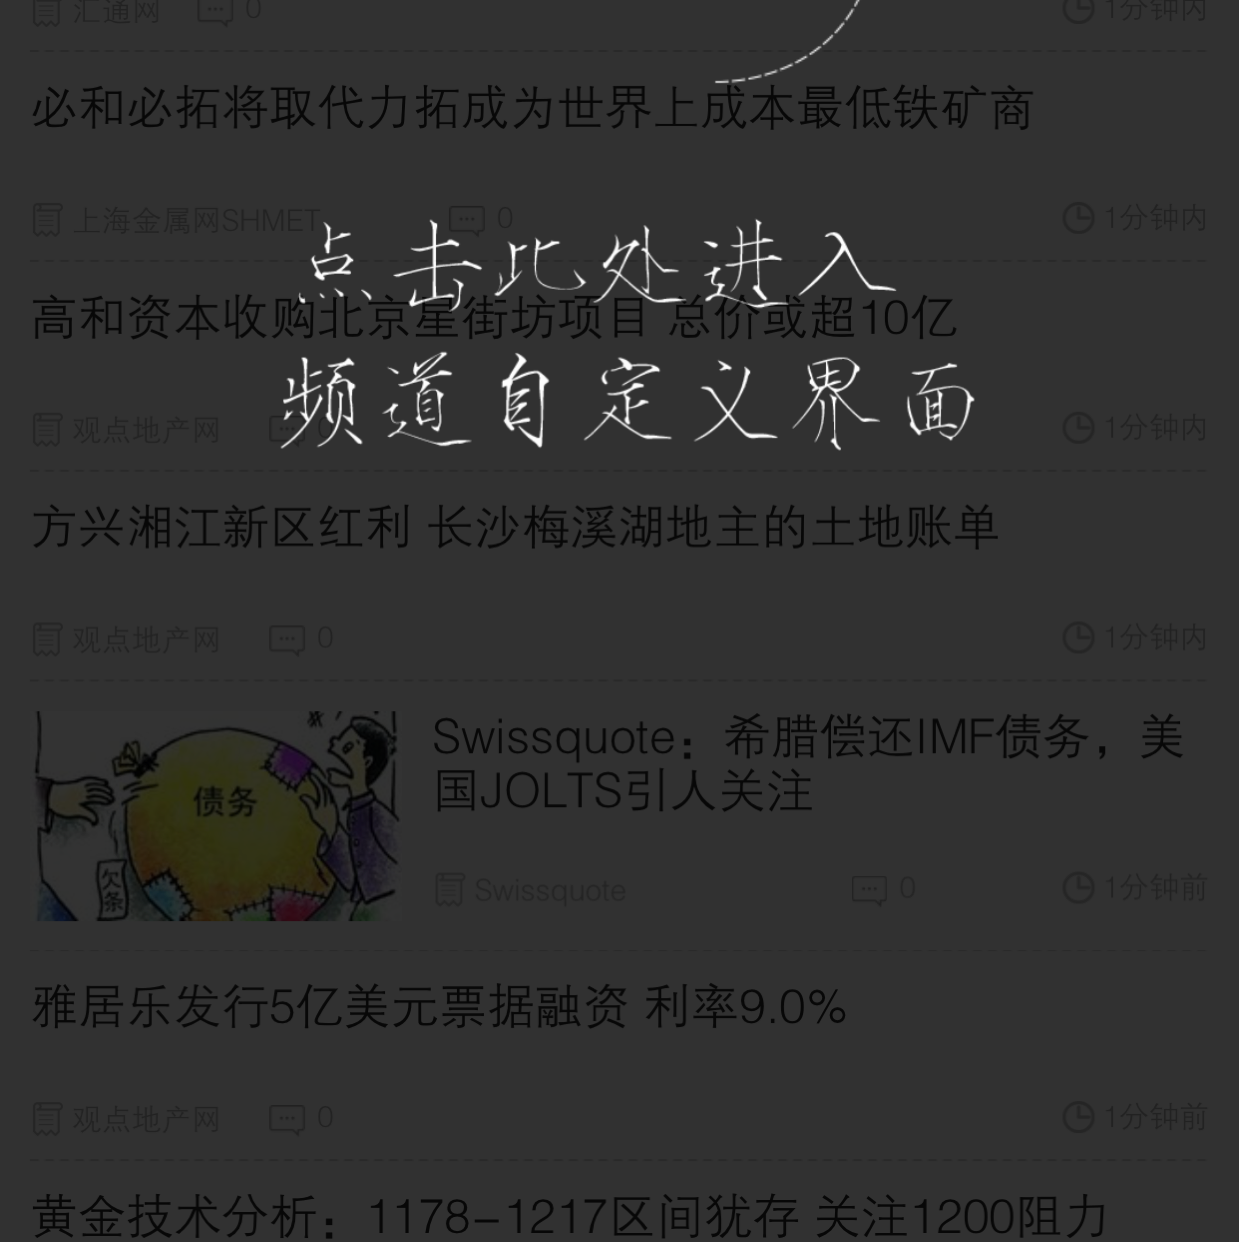 汇通网 0 1分钟内
必和必拓将取代力拓成为世界上成本最低铁矿商
上海金属网SHMET 0 1分钟内
点击此处进入
高和资本收购北京星街坊项目 总价或超10亿
频道自定义界面
观点地产网 0 1分钟内
方兴湘江新区红利 长沙梅溪湖地主的土地账单
观点地产网 0 1分钟内
债务
欠条
Swissquote：希腊偿还IMF债务，美
国JOLTS引人关注
Swissquote 0 1分钟前
雅居乐发行5亿美元票据融资 利率9.0%
观点地产网 0 1分钟前
黄金技术分析：1178-1217区间犹存 关注1200阻力